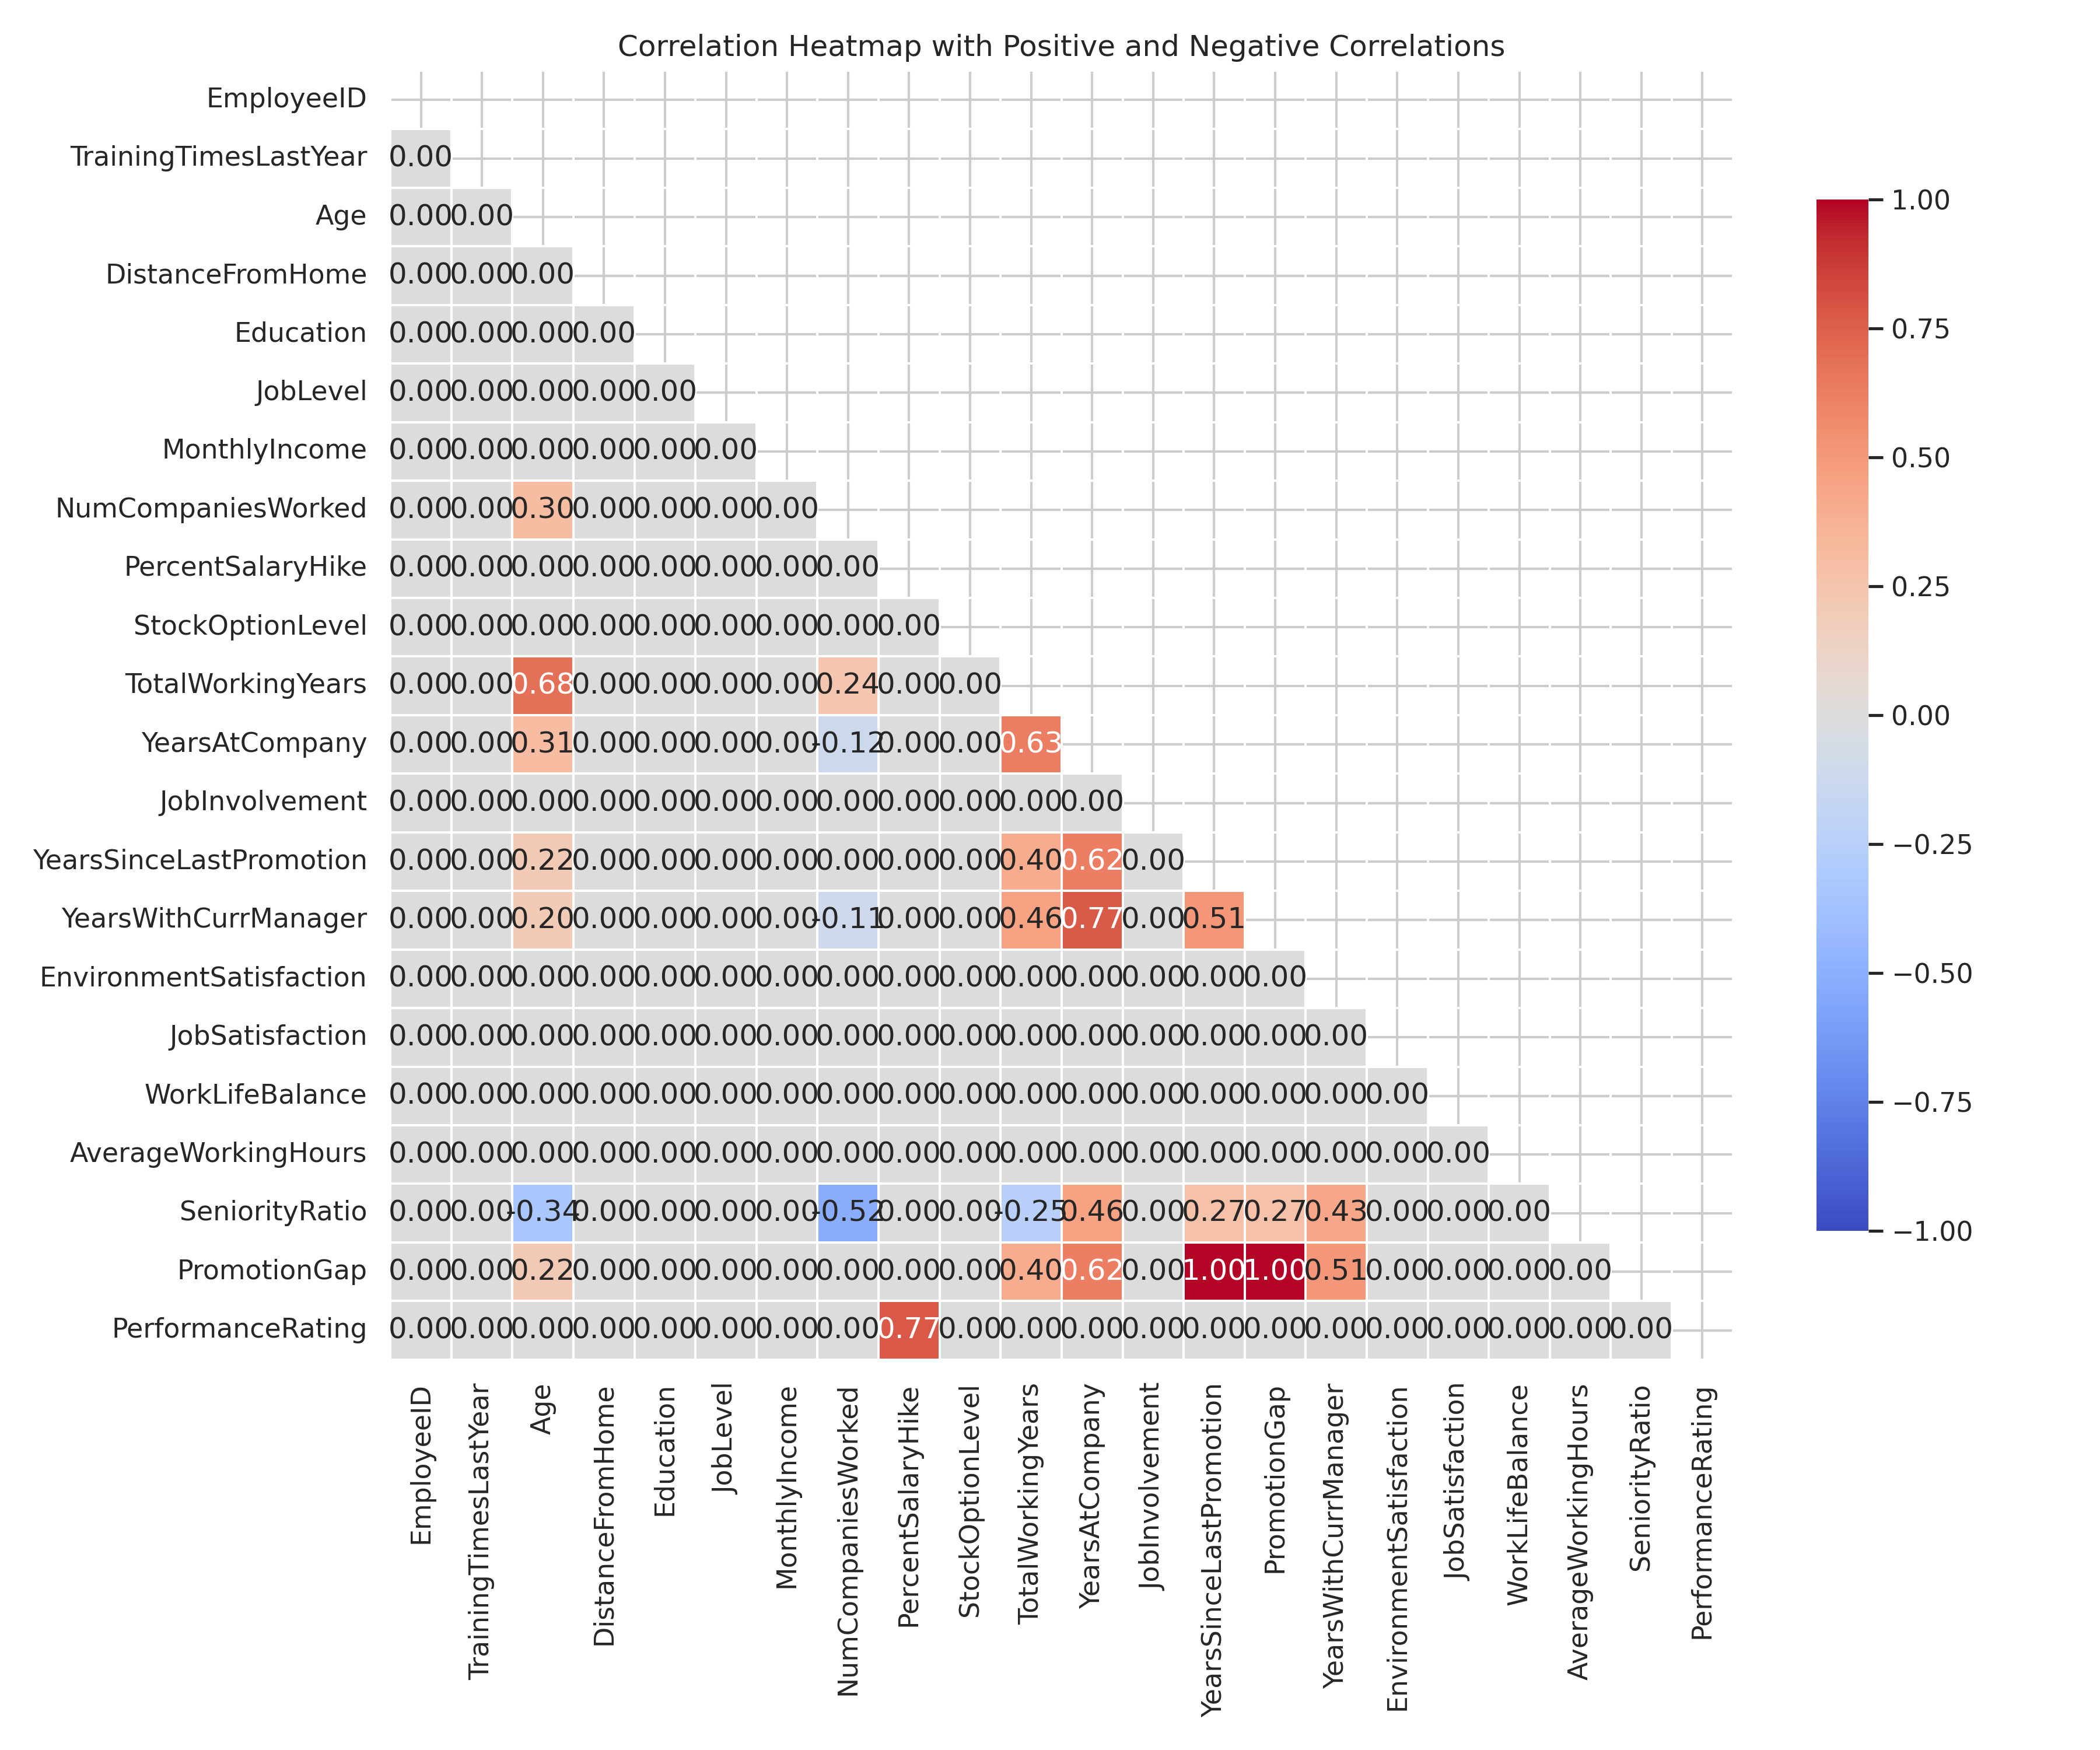 Correlation Heatmap with Positive and Negative Correlations
EmployeeID
TrainingTimesLastYear 0.00
Age 0.00 0.00
DistanceFromHome 0.00 0.00 0.00
Education 0.00 0.00 0.00 0.00
JobLevel 0.00 0.00 0.00 0.00 0.00
MonthlyIncome 0.00 0.00 0.00 0.00 0.00 0.00
NumCompaniesWorked 0.00 0.00 0.30 0.00 0.00 0.00 0.00
PercentSalaryHike 0.00 0.00 0.00 0.00 0.00 0.00 0.00 0.00
StockOptionLevel 0.00 0.00 0.00 0.00 0.00 0.00 0.00 0.00 0.00
TotalWorkingYears 0.00 0.00 0.68 0.00 0.00 0.00 0.00 0.24 0.00 0.00
YearsAtCompany 0.00 0.00 0.31 0.00 0.00 0.00 0.00 -0.12 0.00 0.00 0.63
JobInvolvement 0.00 0.00 0.00 0.00 0.00 0.00 0.00 0.00 0.00 0.00 0.00 0.00
YearsSinceLastPromotion 0.00 0.00 0.22 0.00 0.00 0.00 0.00 0.00 0.00 0.00 0.40 0.62 0.00
YearsWithCurrManager 0.00 0.00 0.20 0.00 0.00 0.00 0.00 -0.11 0.00 0.00 0.46 0.77 0.00 0.51
EnvironmentSatisfaction 0.00 0.00 0.00 0.00 0.00 0.00 0.00 0.00 0.00 0.00 0.00 0.00 0.00 0.00 0.00
JobSatisfaction 0.00 0.00 0.00 0.00 0.00 0.00 0.00 0.00 0.00 0.00 0.00 0.00 0.00 0.00 0.00 0.00
WorkLifeBalance 0.00 0.00 0.00 0.00 0.00 0.00 0.00 0.00 0.00 0.00 0.00 0.00 0.00 0.00 0.00 0.00 0.00
AverageWorkingHours 0.00 0.00 0.00 0.00 0.00 0.00 0.00 0.00 0.00 0.00 0.00 0.00 0.00 0.00 0.00 0.00 0.00 0.00
SeniorityRatio 0.00 0.00 -0.34 0.00 0.00 0.00 0.00 -0.52 0.00 0.00 -0.25 0.46 0.00 0.27 0.27 0.43 0.00 0.00 0.00
PromotionGap 0.00 0.00 0.22 0.00 0.00 0.00 0.00 0.00 0.00 0.00 0.40 0.62 0.00 1.00 1.00 0.51 0.00 0.00 0.00 0.00
PerformanceRating 0.00 0.00 0.00 0.00 0.00 0.00 0.00 0.00 0.77 0.00 0.00 0.00 0.00 0.00 0.00 0.00 0.00 0.00 0.00 0.00 0.00
EmployeeID
TrainingTimesLastYear
Age
DistanceFromHome
Education
JobLevel
MonthlyIncome
NumCompaniesWorked
PercentSalaryHike
StockOptionLevel
TotalWorkingYears
YearsAtCompany
JobInvolvement
YearsSinceLastPromotion
PromotionGap
YearsWithCurrManager
EnvironmentSatisfaction
JobSatisfaction
WorkLifeBalance
AverageWorkingHours
SeniorityRatio
PerformanceRating
1.00
0.75
0.50
0.25
0.00
−0.25
−0.50
−0.75
−1.00